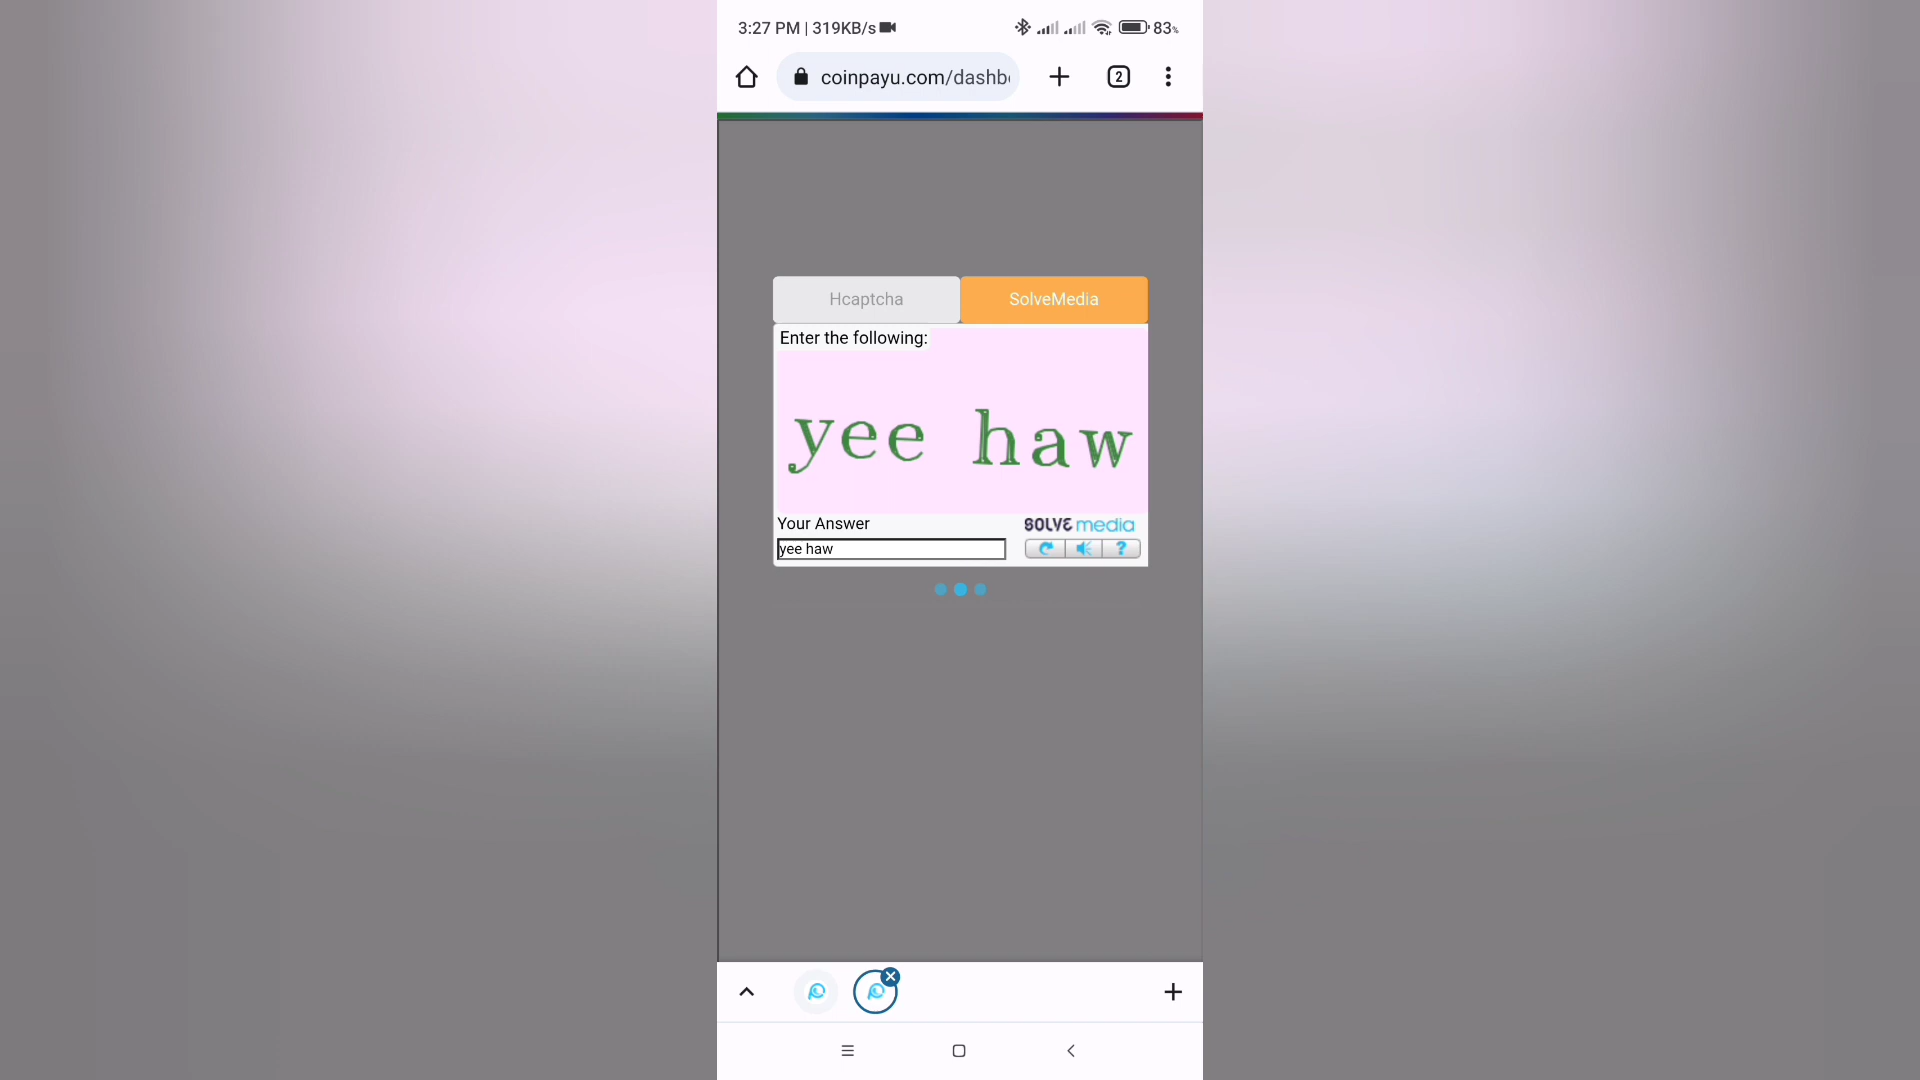 3:27 PM | 319KB/s 83%
coinpayu.com/dashb 2
Hcaptcha SolveMedia
Enter the following:
yee haw
Your Answer SOLVE media
yee haw ?